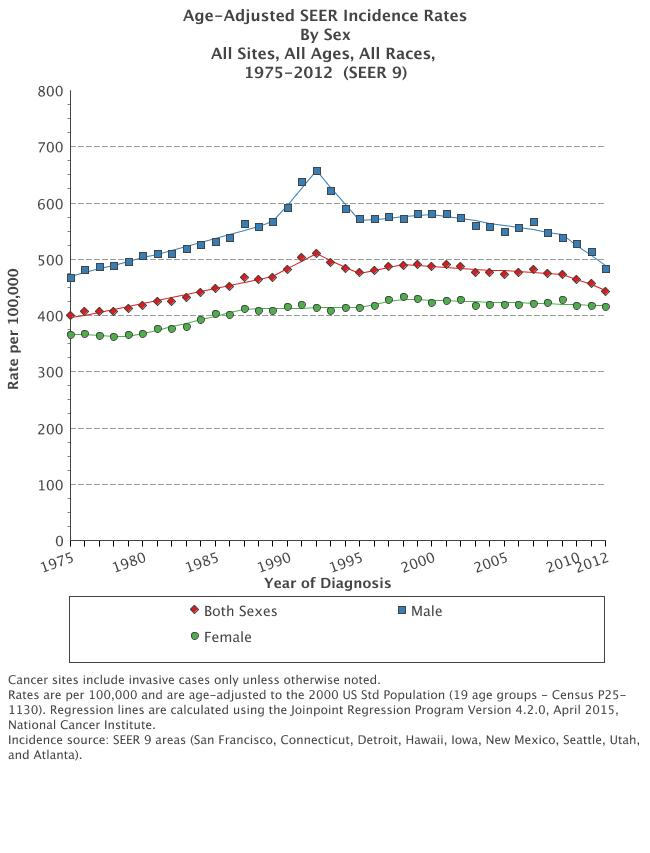 Age-Adjusted SEER Incidence Rates
By Sex
All Sites, All Ages, All Races,
1975-2012 (SEER 9)
800
700
600
500
400
300
200
100
0
Rate per 100,000
1975 1980 1985 1990 1995 2000 2005 2010 2012
Year of Diagnosis
Both Sexes Male
Female
Cancer sites include invasive cases only unless otherwise noted.
Rates are per 100,000 and are age-adjusted to the 2000 US Std Population (19 age groups - Census P25-
1130). Regression lines are calculated using the Joinpoint Regression Program Version 4.2.0, April 2015,
National Cancer Institute.
Incidence source: SEER 9 areas (San Francisco, Connecticut, Detroit, Hawaii, Iowa, New Mexico, Seattle, Utah,
and Atlanta).